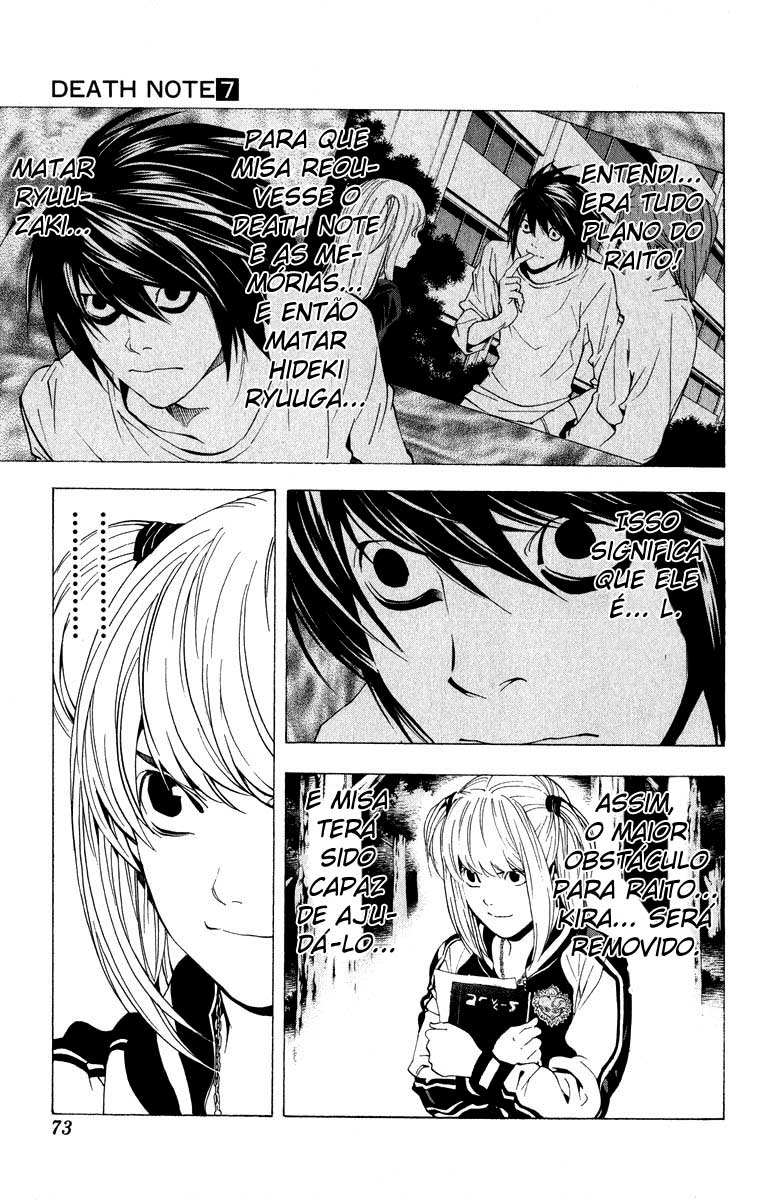 DEATH NOTE 7
ENTENDI...
ERA TUDO
PLANO DO
RAITO!
PARA QUE
MISA REOU-
VESSE O
DEATH NOTE
E AS ME-
MÓRIAS...
E ENTÃO
MATAR
HIDEKI
RYUUGA...
MATAR
RYUU-
ZAKI...
ISSO
SIGNIFICA
QUE ELE
É... L.
ASSIM,
O MAIOR
OBSTÁCULO
PARA RAITO...
KIRA... SERÁ
REMOVIDO.
E MISA
TERÁ
SIDO
CAPAZ
DE AJU-
DÁ-LO...
73